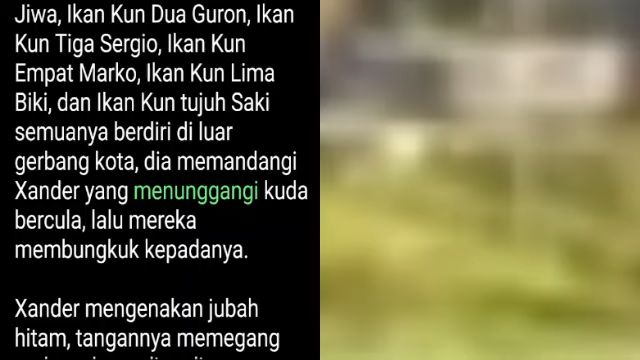 Jiwa, Ikan Kun Dua Guron, Ikan
Kun Tiga Sergio, Ikan Kun
Empat Marko, Ikan Kun Lima
Biki, dan Ikan Kun tujuh Saki
semuanya berdiri di luar
gerbang kota, dia memandangi
Xander yang menunggangi kuda
bercula, lalu mereka
membungkuk kepadanya.
Xander mengenakan jubah
hitam, tangannya memegang